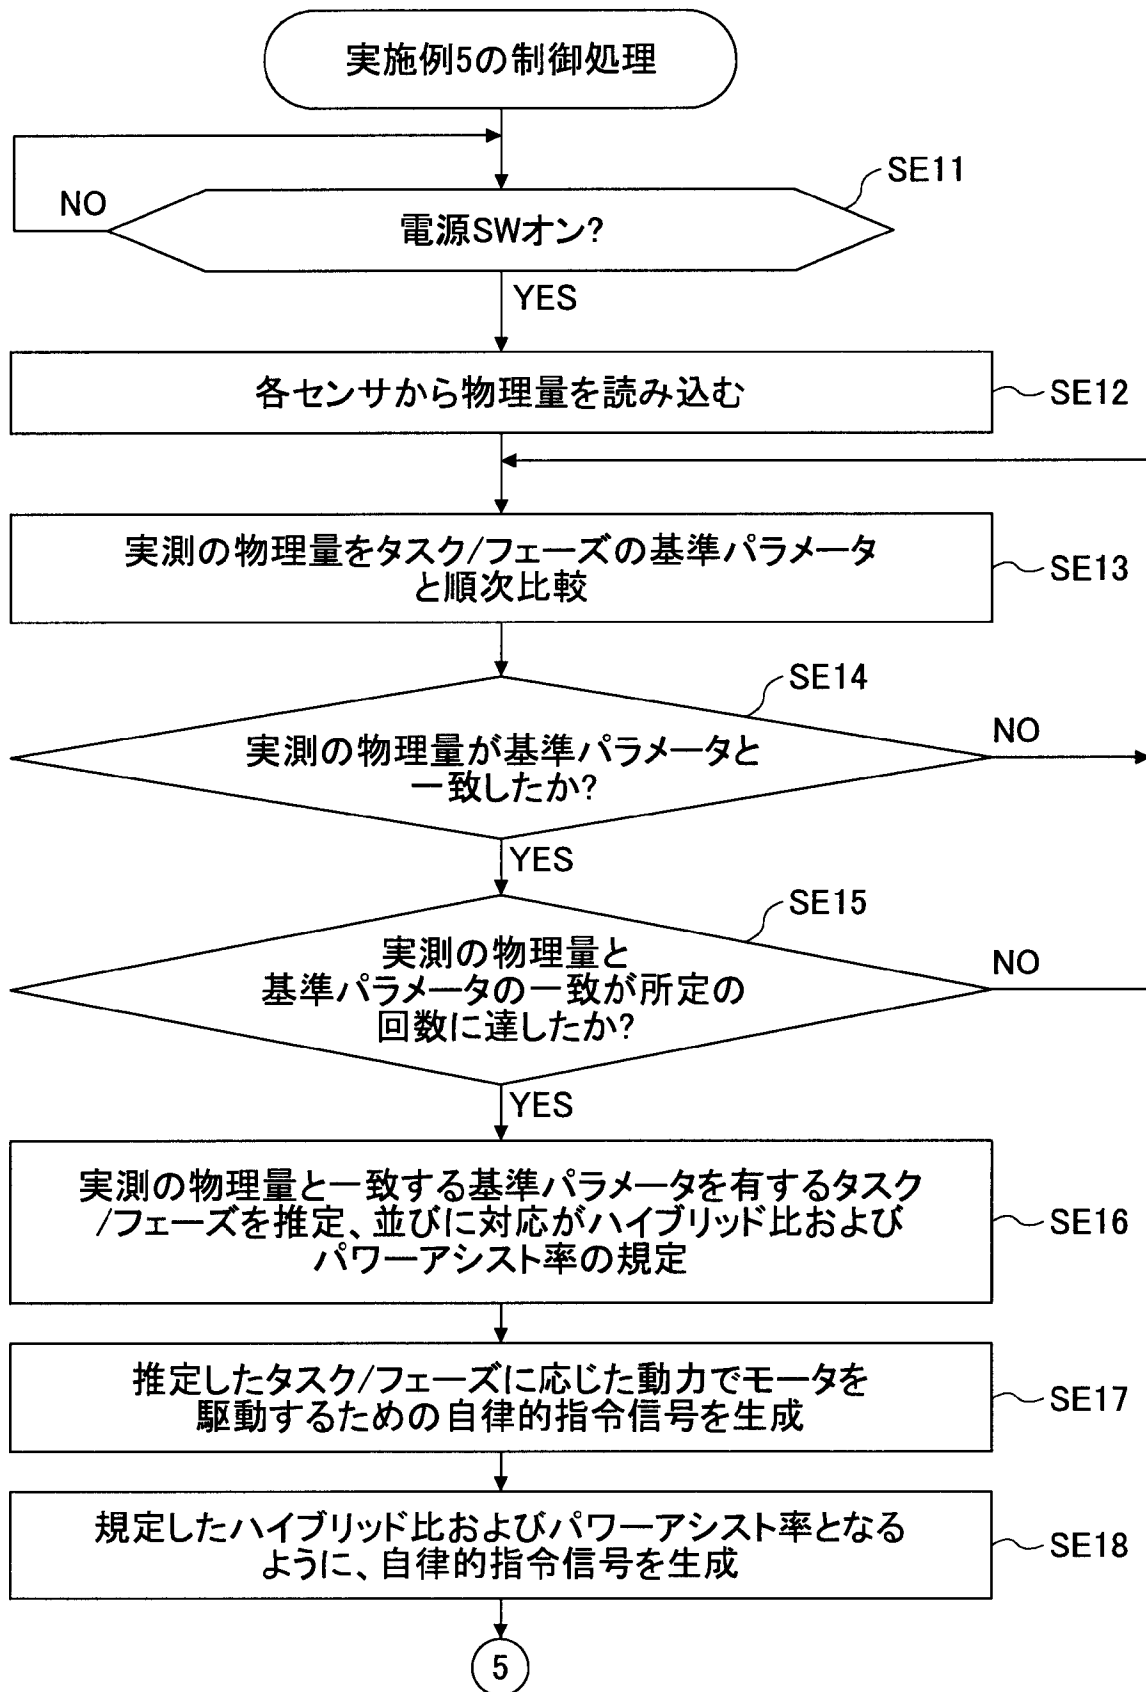 実施例5の制御処理
SE11
NO
電源SWオン?
YES
各センサから物理量を読み込む
SE12
実測の物理量をタスク/フェーズの基準パラメータ
と順次比較
SE13
SE14
NO
実測の物理量が基準パラメータと
一致したか?
YES
SE15
NO
実測の物理量と
基準パラメータの一致が所定の
回数に達したか?
YES
実測の物理量と一致する基準パラメータを有するタスク
/フェーズを推定、並びに対応がハイブリッド比および
パワーアシスト率の規定
SE16
推定したタスク/フェーズに応じた動力でモータを
駆動するための自律的指令信号を生成
SE17
規定したハイブリッド比およびパワーアシスト率となる
ように、自律的指令信号を生成
SE18
5